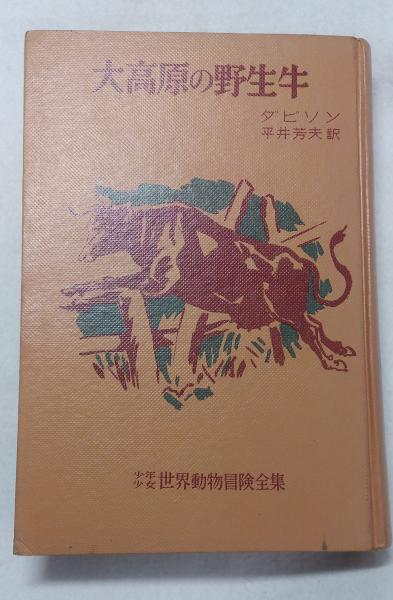 大高原の野生牛
ダビソン
平井芳夫訳
少年少女 世界動物冒険全集